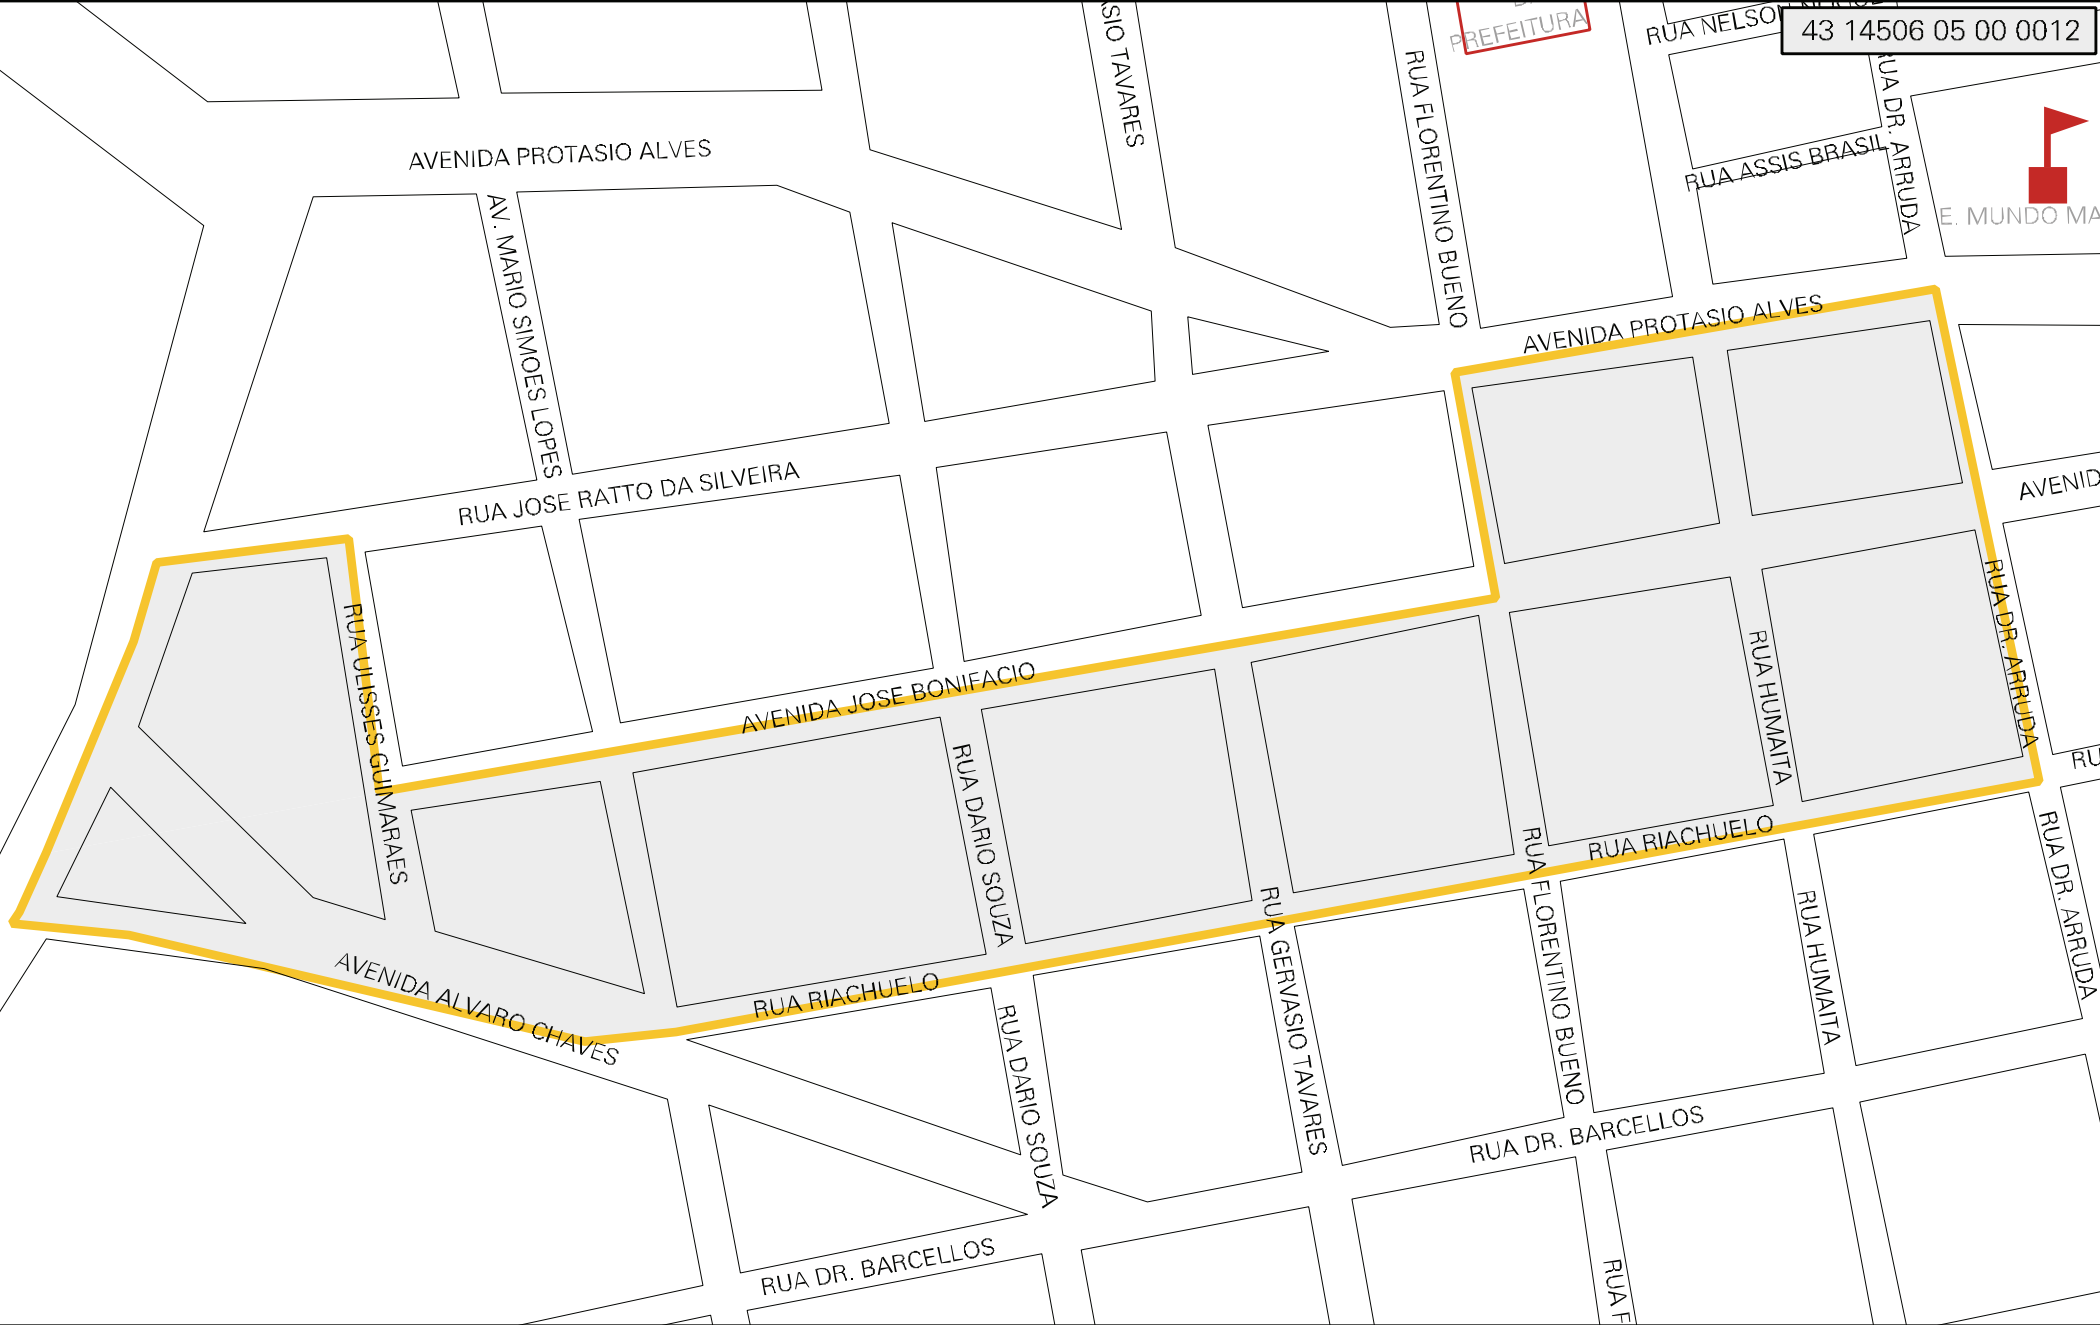 43 14506 05 00 0012
PREFEITURA
RUA NELSON
TAVARES
RUA FLORENTINO BUENO
RUA DR. ARRUDA
RUA ASSIS BRASIL
E. MUNDO MA
AVENIDA PROTASIO ALVES
AV. MARIO SIMOES LOPES
AVENIDA PROTASIO ALVES
RUA JOSE RATTO DA SILVEIRA
AVENID
RUA ULISSES GUIMARAES
AVENIDA JOSE BONIFACIO
RUA DR. ARRUDA
RUA HUMAITA
RUA DARIO SOUZA
RU
RUA RIACHUELO
RUA DR. ARRUDA
RUA FLORENTINO BUENO
RUA GERVASIO TAVARES
RUA HUMAITA
AVENIDA ALVARO CHAVES
RUA RIACHUELO
RUA DARIO SOUZA
RUA DR. BARCELLOS
RUA DR. BARCELLOS
RUA F